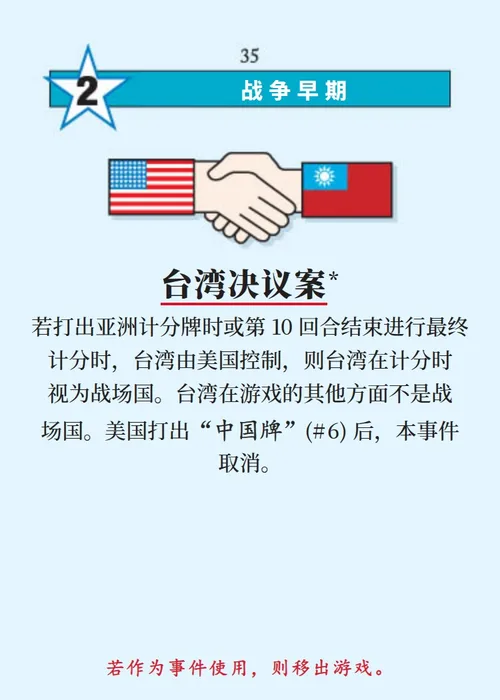 35
2
战争早期
台湾决议案*
若打出亚洲计分牌时或第 10 回合结束进行最终
计分时，台湾由美国控制，则台湾在计分时
视为战场国。台湾在游戏的其他方面不是战
场国。美国打出“中国牌”(#6) 后，本事件
取消。
若作为事件使用，则移出游戏。